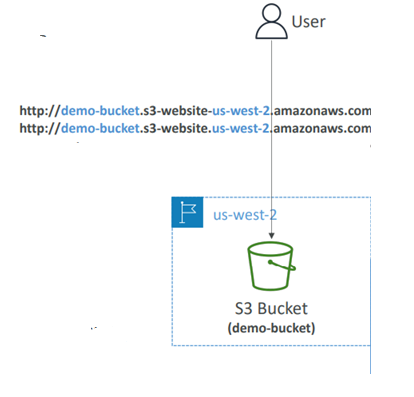 User
http://demo-bucket.s3-website-us-west-2.amazonaws.com
http://demo-bucket.s3-website.us-west-2.amazonaws.com
us-west-2
S3 Bucket
(demo-bucket)